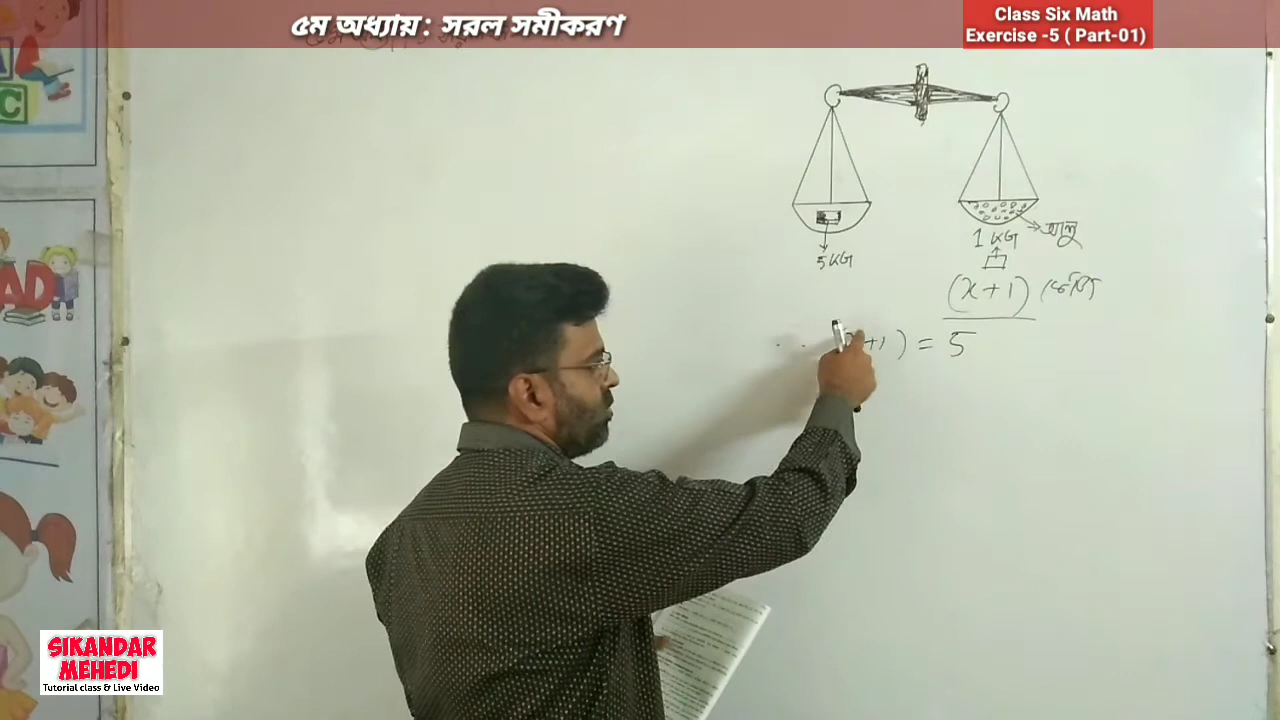 ৫ম অধ্যায় : সরল সমীকরণ
Class Six Math
Exercise -5 ( Part-01)
C
AD
5 KG
1 KG
আলু
(x+1) কেজি
+1) = 5
SIKANDAR
MEHEDI
Tutorial class & Live Video